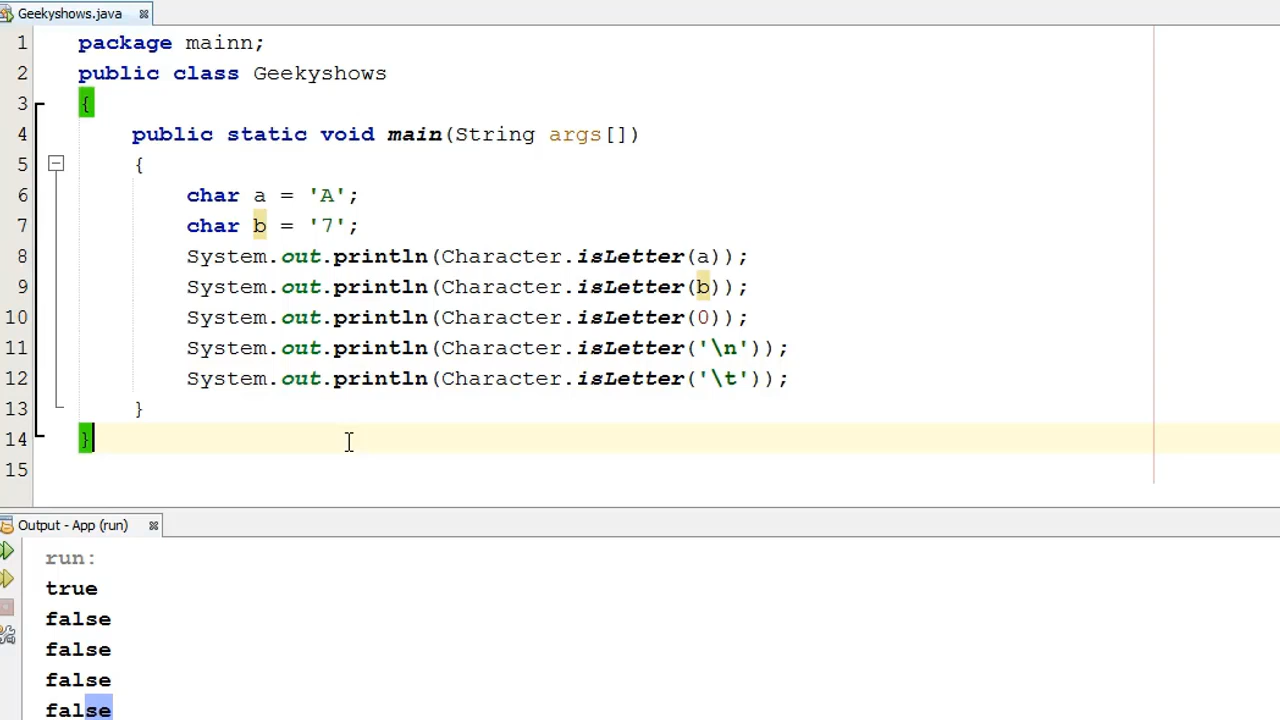 Geekyshows.java
1 package mainn;
2 public class Geekyshows
3 {
4 public static void main(String args[])
5 {
6 char a = 'A';
7 char b = '7';
8 System.out.println(Character.isLetter(a));
9 System.out.println(Character.isLetter(b));
10 System.out.println(Character.isLetter(0));
11 System.out.println(Character.isLetter('\n'));
12 System.out.println(Character.isLetter('\t'));
13 }
14 }
15
Output - App (run)
run:
true
false
false
false
false